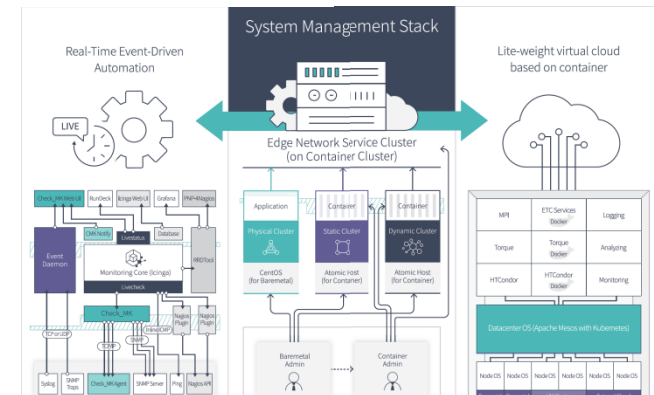 System Management Stack
Real-Time Event-Driven
Automation
LIVE
Check_MK Web UI
RunDeck
Icinga Web UI
Grafana
PNP4Nagios
CMK Notify
Livestatus
Database
Event
Daemon
Monitoring Core (Icinga)
RRDTool
Livecheck
Check_MK
Nagios
Plugin
Nagios
Plugin
TCP or UDP
TCMP
SNMP
Syslog
SNMP
Traps
Check_MK Agent
SNMP Server
Ping
Nagios API
Edge Network Service Cluster
(on Container Cluster)
Application
Container
Container
Physical Cluster
Static Cluster
Dynamic Cluster
CentOS
(for Baremetal)
Atomic Host
(for Container)
Atomic Host
(for Container)
Baremetal
Admin
Container
Admin
Lite-weight virtual cloud
based on container
MPI
ETC Services
Docker
Logging
Torque
Torque
Docker
Analyzing
HTCondor
HTCondor
Docker
Monitoring
Datacenter OS (Apache Mesos with Kubernetes)
Node OS
Node OS
Node OS
Node OS
Node OS
Node OS